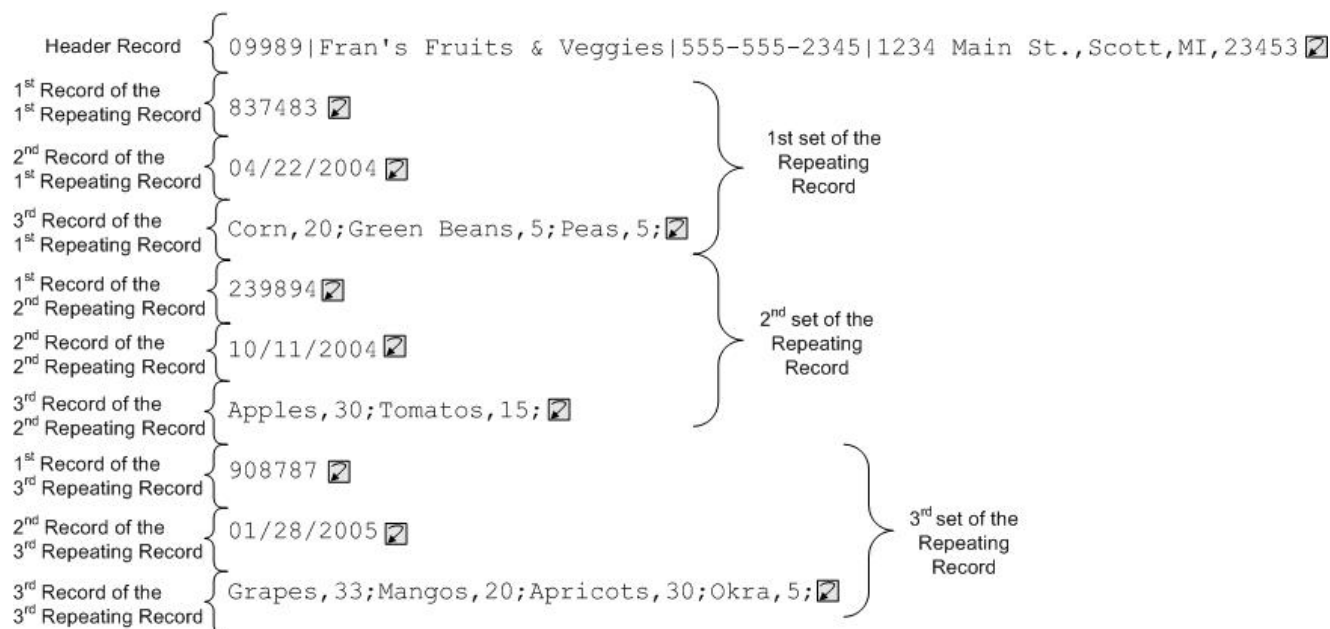 Header Record
09989|Fran's Fruits & Veggies|555-555-2345|1234 Main St.,Scott,MI,23453
1st Record of the
1st Repeating Record
837483
2nd Record of the
1st Repeating Record
04/22/2004
3rd Record of the
1st Repeating Record
Corn,20;Green Beans,5;Peas,5;
1st set of the
Repeating
Record
1st Record of the
2nd Repeating Record
239894
2nd Record of the
2nd Repeating Record
10/11/2004
3rd Record of the
2nd Repeating Record
Apples,30;Tomatos,15;
2nd set of the
Repeating
Record
1st Record of the
3rd Repeating Record
908787
2nd Record of the
3rd Repeating Record
01/28/2005
3rd Record of the
3rd Repeating Record
Grapes,33;Mangos,20;Apricots,30;Okra,5;
3rd set of the
Repeating
Record